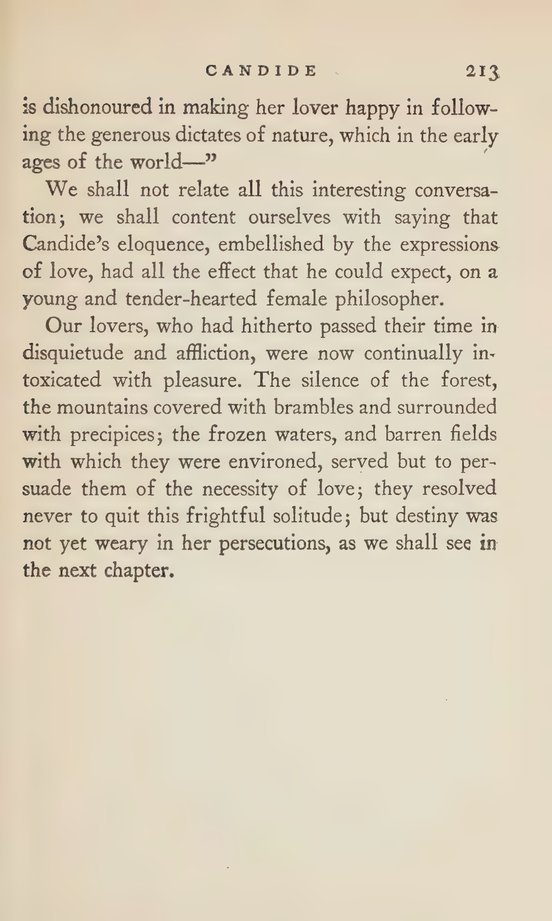 CANDIDE 213
is dishonoured in making her lover happy in follow-
ing the generous dictates of nature, which in the early
ages of the world—”
We shall not relate all this interesting conversa-
tion; we shall content ourselves with saying that
Candide’s eloquence, embellished by the expressions
of love, had all the effect that he could expect, on a
young and tender-hearted female philosopher.
Our lovers, who had hitherto passed their time in
disquietude and affliction, were now continually in-
toxicated with pleasure. The silence of the forest,
the mountains covered with brambles and surrounded
with precipices; the frozen waters, and barren fields
with which they were environed, served but to per-
suade them of the necessity of love; they resolved
never to quit this frightful solitude; but destiny was
not yet weary in her persecutions, as we shall see in
the next chapter.